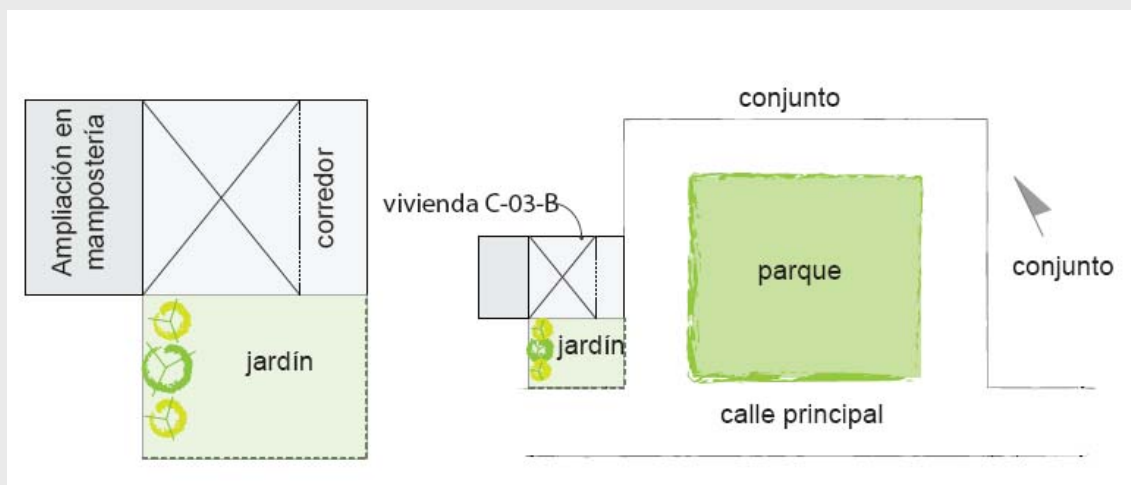 Ampliación en
mampostería
corredor
jardín
conjunto
vivienda C-03-B
parque
conjunto
jardín
calle principal